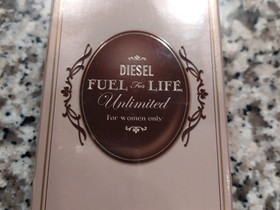 DIESEL
FUEL For LIFE
Unlimited
For women only